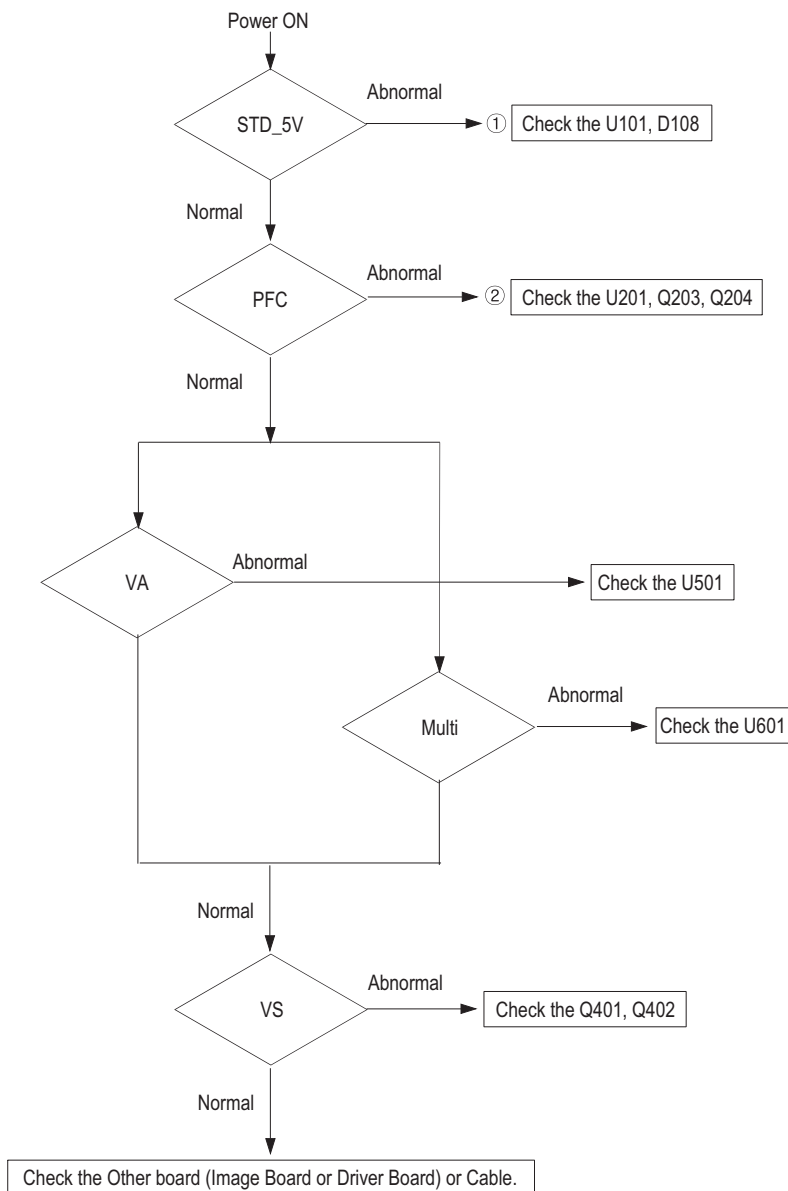 Power ON
STD_5V
Abnormal
① Check the U101, D108
Normal
PFC
Abnormal
② Check the U201, Q203, Q204
Normal
VA
Abnormal
Check the U501
Multi
Abnormal
Check the U601
Normal
VS
Abnormal
Check the Q401, Q402
Normal
Check the Other board (Image Board or Driver Board) or Cable.